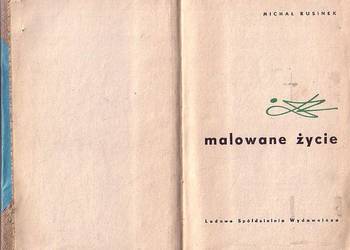 MICHAŁ RUSINEK
malowane życie
Ludowa Spółdzielnia Wydawnicza